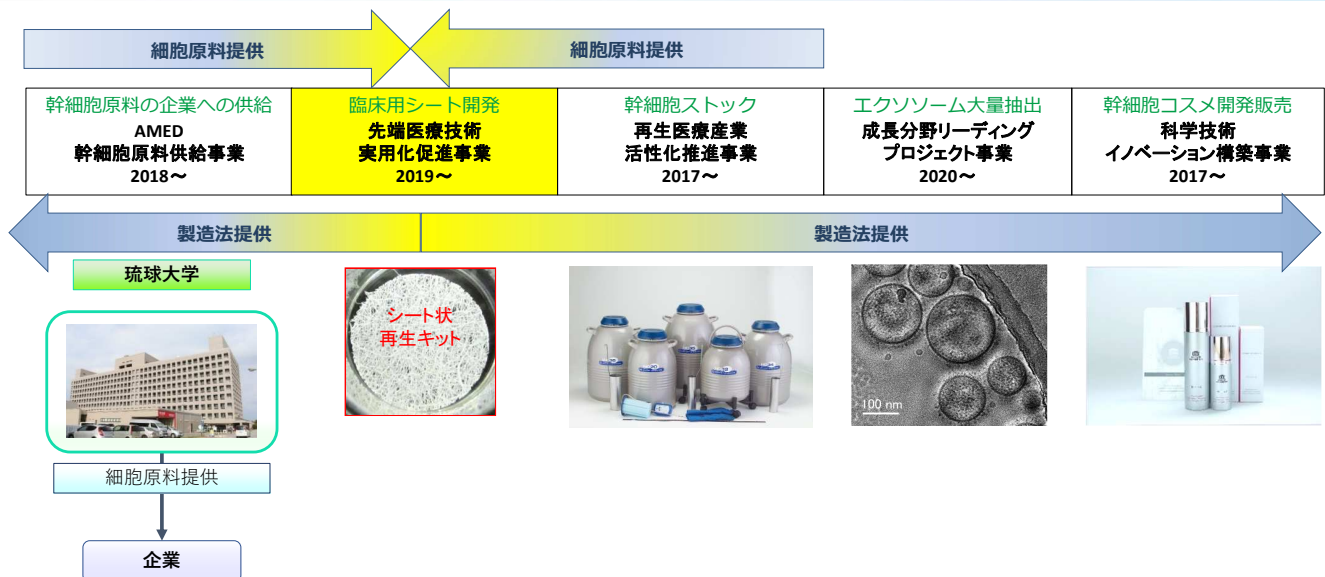 細胞原料提供
細胞原料提供
幹細胞原料の企業への供給
AMED
幹細胞原料供給事業
2018～
臨床用シート開発
先端医療技術
実用化促進事業
2019～
幹細胞ストック
再生医療産業
活性化推進事業
2017～
エクソソーム大量抽出
成長分野リーディング
プロジェクト事業
2020～
幹細胞コスメ開発販売
科学技術
イノベーション構築事業
2017～
製造法提供
製造法提供
琉球大学
シート状
再生キット
100 nm
細胞原料提供
企業